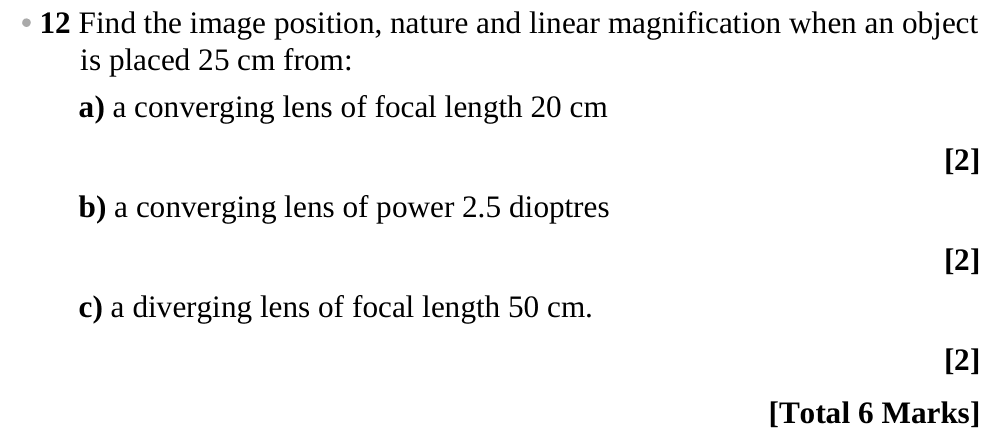 • 12 Find the image position, nature and linear magnification when an object
is placed 25 cm from:
a) a converging lens of focal length 20 cm
[2]
b) a converging lens of power 2.5 dioptres
[2]
c) a diverging lens of focal length 50 cm.
[2]
[Total 6 Marks]